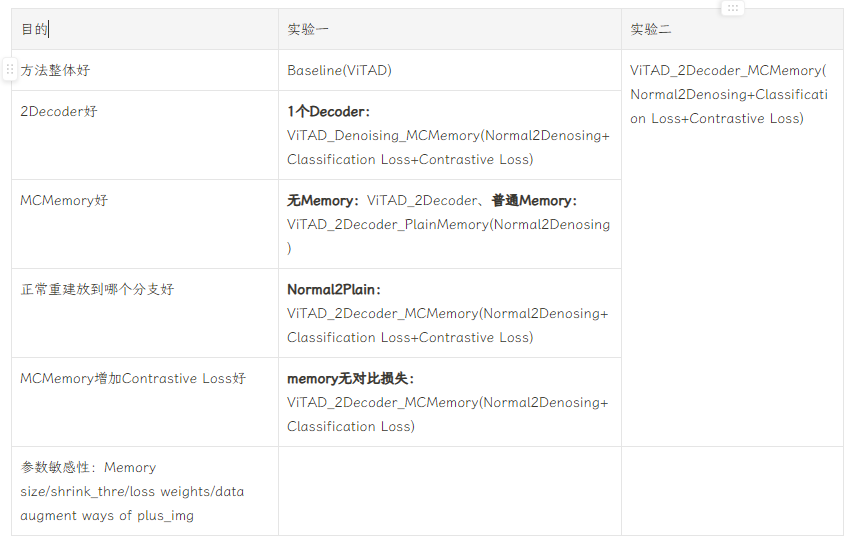 目的
实验一
实验二
方法整体好
Baseline(ViTAD)
ViTAD_2Decoder_MCMemory(
Normal2Denosing+Classificati
on Loss+Contrastive Loss)
2Decoder好
1个Decoder：
ViTAD_Denoising_MCMemory(Normal2Denosing+
Classification Loss+Contrastive Loss)
MCMemory好
无Memory：ViTAD_2Decoder、普通Memory：
ViTAD_2Decoder_PlainMemory(Normal2Denosing
)
正常重建放到哪个分支好
Normal2Plain：
ViTAD_2Decoder_MCMemory(Normal2Denosing+
Classification Loss+Contrastive Loss)
MCMemory增加Contrastive Loss好
memory无对比损失：
ViTAD_2Decoder_MCMemory(Normal2Denosing+
Classification Loss)
参数敏感性：Memory
size/shrink_thre/loss weights/data
augment ways of plus_img